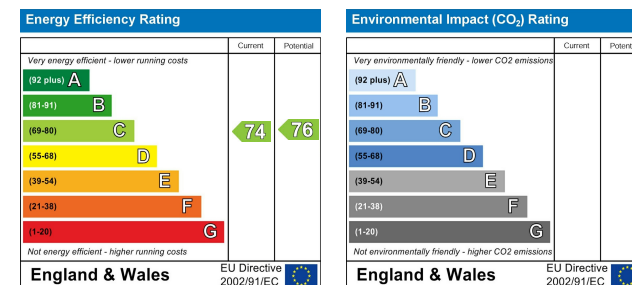 Energy Efficiency Rating
Current Potential
Very energy efficient - lower running costs
(92 plus) A
(81-91) B
(69-80) C 74 76
(55-68) D
(39-54) E
(21-38) F
(1-20) G
Not energy efficient - higher running costs
England & Wales
EU Directive
2002/91/EC
Environmental Impact (CO₂) Rating
Current Potent
Very environmentally friendly - lower CO2 emissions
(92 plus) A
(81-91) B
(69-80) C
(55-68) D
(39-54) E
(21-38) F
(1-20) G
Not environmentally friendly - higher CO2 emissions
England & Wales
EU Directive
2002/91/EC